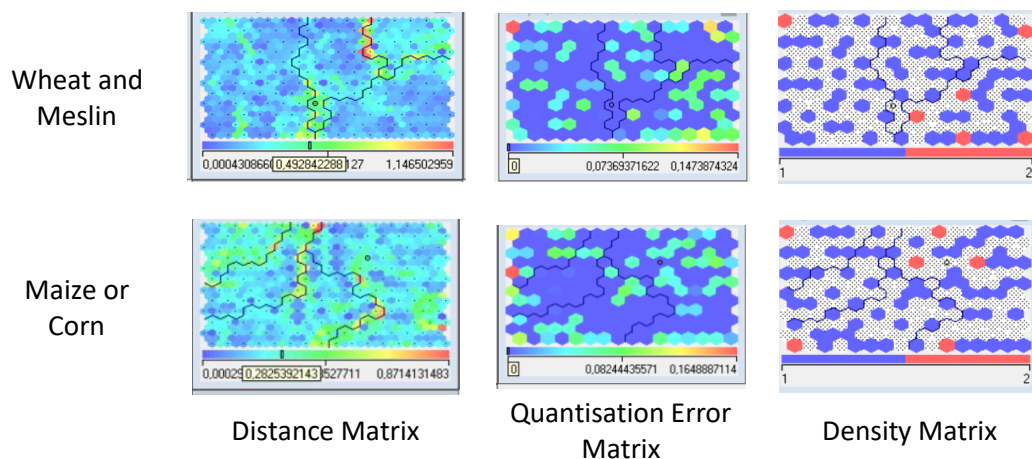 Wheat and
Meslin
0,0004308660 0,492842288 127 1,146502959
0 0,07369371622 0,1473874324
1 2
Maize or
Corn
0,00029 0,2825392143 3527711 0,8714131483
0 0,08244435571 0,1648887114
1 2
Distance Matrix
Quantisation Error
Matrix
Density Matrix